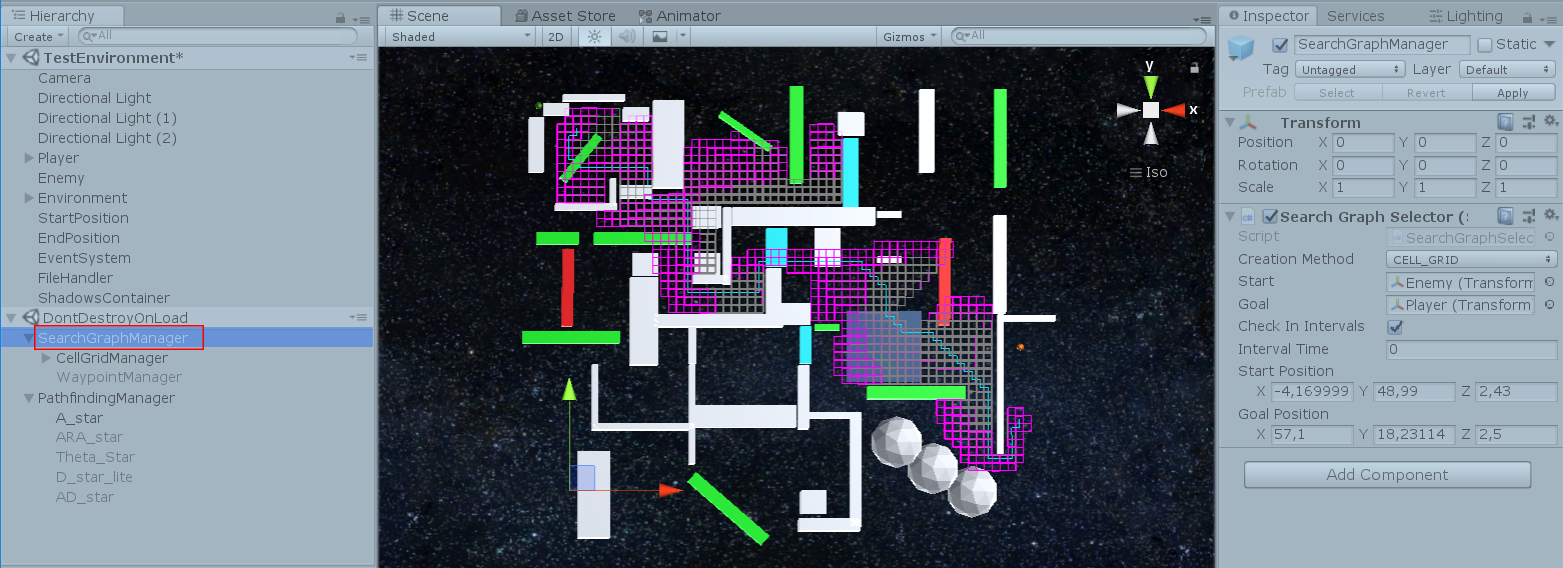 Hierarchy
Create
All
TestEnvironment*
Camera
Directional Light
Directional Light (1)
Directional Light (2)
Player
Enemy
Environment
StartPosition
EndPosition
EventSystem
FileHandler
ShadowsContainer
DontDestroyOnLoad
SearchGraphManager
CellGridManager
WaypointManager
PathfindingManager
A_star
ARA_star
Theta_Star
D_star_lite
AD_star
Scene Asset Store Animator
Shaded 2D Gizmos All
y
x
Iso
Inspector Services Lighting
SearchGraphManager Static
Tag Untagged Layer Default
Prefab Select Revert Apply
Transform
Position X 0 Y 0 Z 0
Rotation X 0 Y 0 Z 0
Scale X 1 Y 1 Z 1
Search Graph Selector (
Script SearchGraphSelec
Creation Method CELL_GRID
Start Enemy (Transform
Goal Player (Transform
Check In Intervals
Interval Time 0
Start Position
X -4,169999 Y 48,99 Z 2,43
Goal Position
X 57,1 Y 18,23114 Z 2,5
Add Component